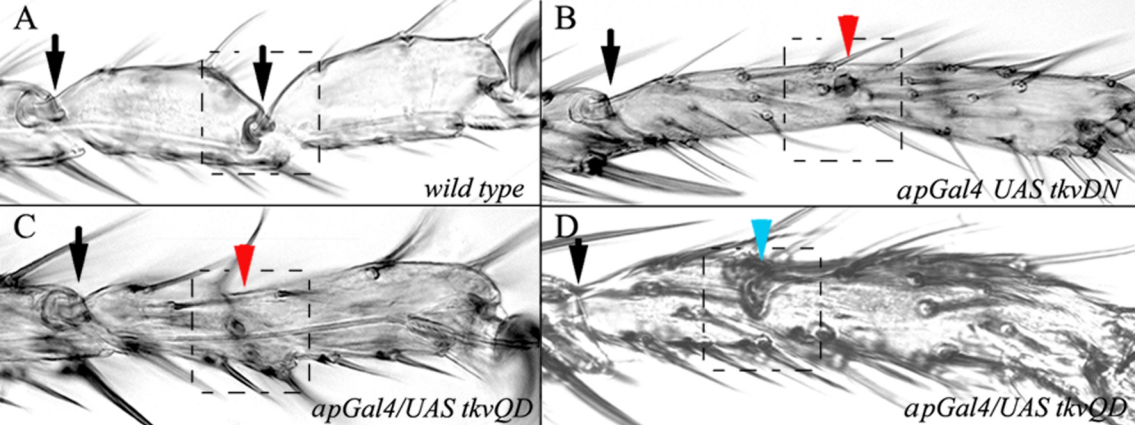 A
B
wild type
apGal4 UAS tkvDN
C
D
apGal4/UAS tkvQD
apGal4/UAS tkvQD